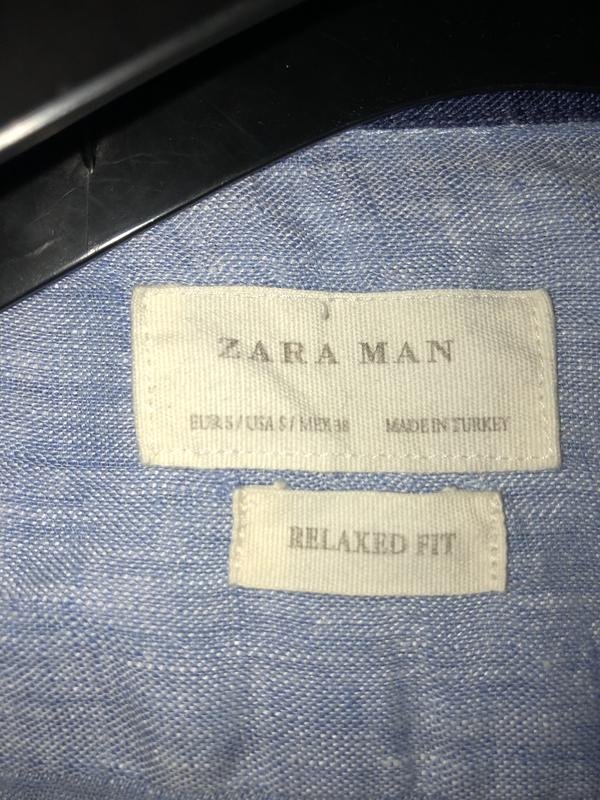 ZARA MAN
EUR S / USA S / MEX 38 MADE IN TURKEY
RELAXED FIT